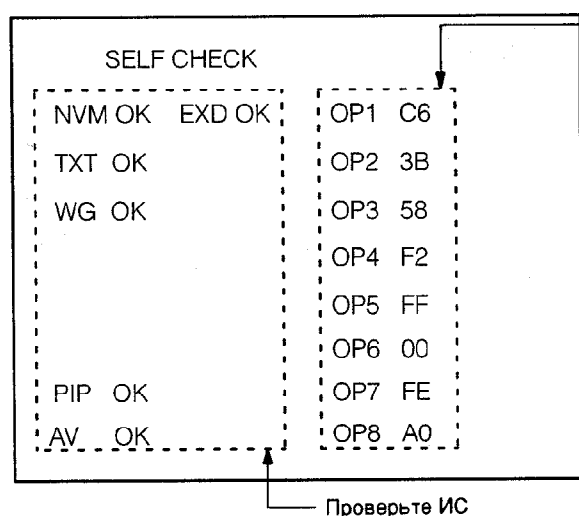 SELF CHECK
NVM OK EXD OK OP1 C6
TXT OK OP2 3B
WG OK OP3 58
OP4 F2
OP5 FF
OP6 00
PIP OK OP7 FE
AV OK OP8 A0
Проверьте ИС